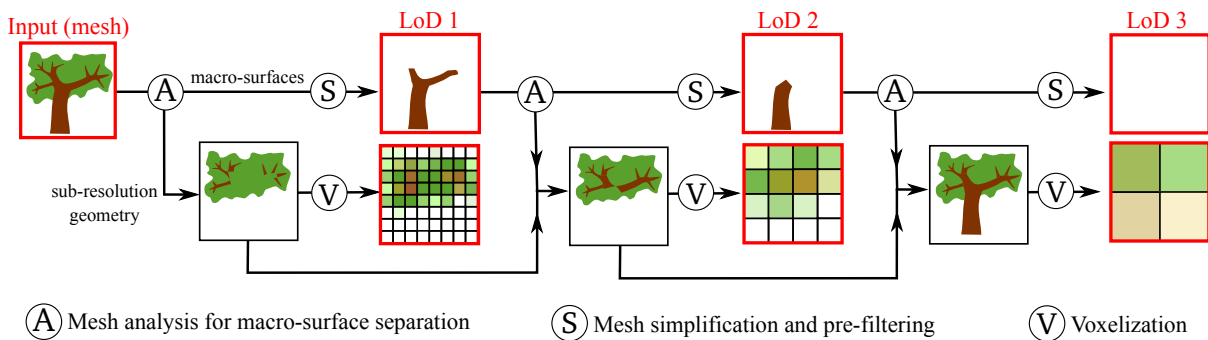 Input (mesh)
LoD 1
LoD 2
LoD 3
A
macro-surfaces
S
A
S
A
S
sub-resolution
geometry
V
V
V
A Mesh analysis for macro-surface separation
S Mesh simplification and pre-filtering
V Voxelization